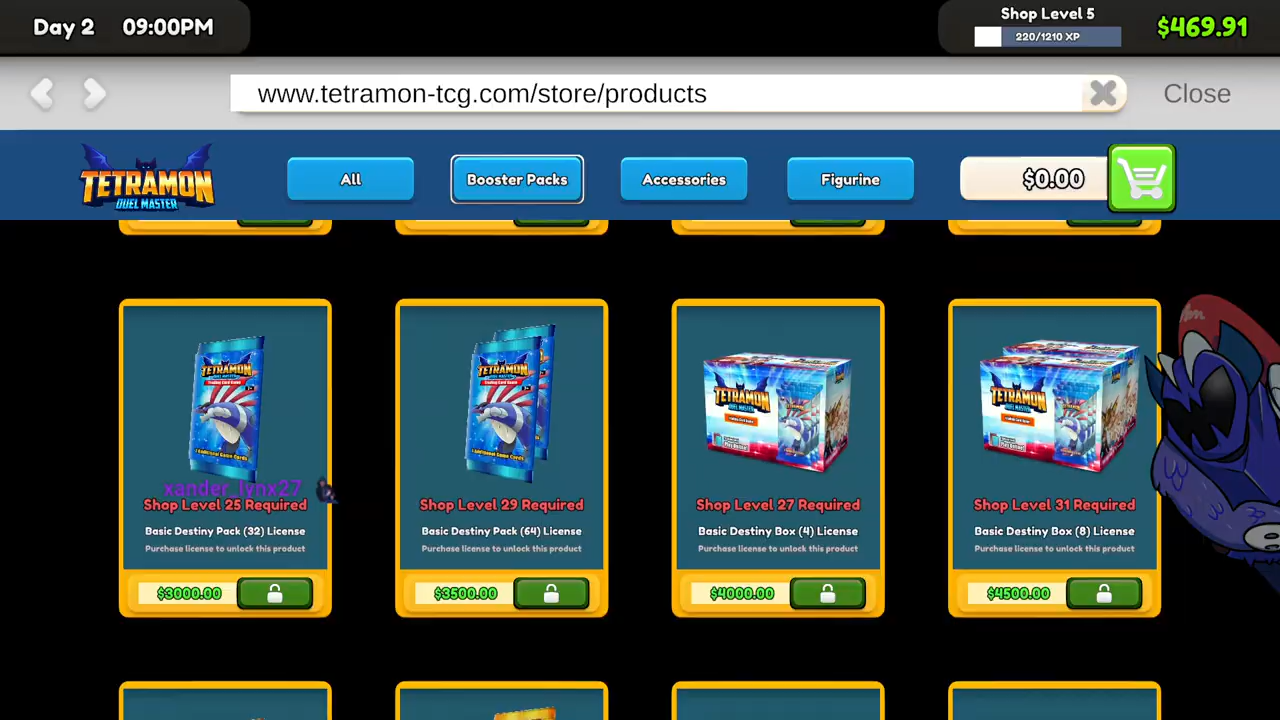 Day 2 09:00PM
Shop Level 5
220/1210 XP
$469.91
www.tetramon-tcg.com/store/products
Close
TETRAMON
DUEL MASTER
All
Booster Packs
Accessories
Figurine
$0.00
xander_lynx27
Shop Level 25 Required
Basic Destiny Pack (32) License
Purchase license to unlock this product
$3000.00
Shop Level 29 Required
Basic Destiny Pack (64) License
Purchase license to unlock this product
$3500.00
Shop Level 27 Required
Basic Destiny Box (4) License
Purchase license to unlock this product
$4000.00
Shop Level 31 Required
Basic Destiny Box (8) License
Purchase license to unlock this product
$4500.00